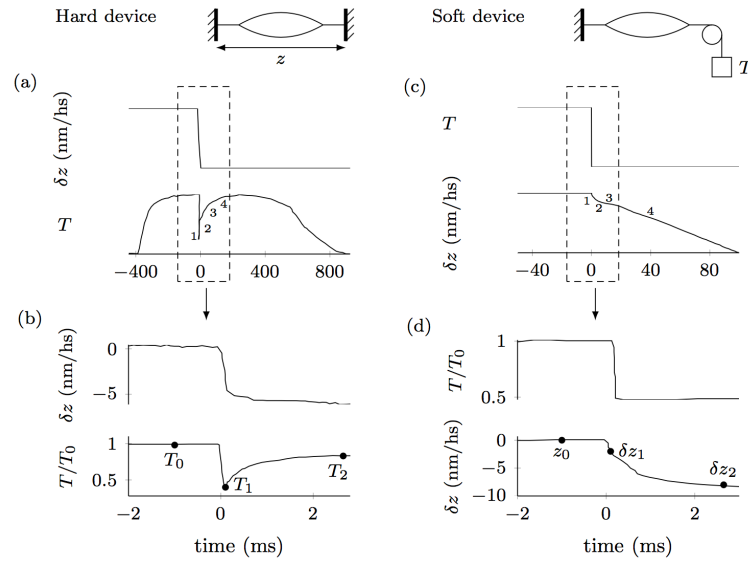 Hard device
z
Soft device
T
(a)
δz (nm/hs)
T
1
2
3
4
−400
0
400
800
(c)
T
δz (nm/hs)
1
2
3
4
−40
0
40
80
(b)
δz (nm/hs)
0
−5
T/T0
1
0.5
T0
T1
T2
−2
0
2
time (ms)
(d)
T/T0
1
0.5
δz (nm/hs)
0
−5
−10
z0
δz1
δz2
−2
0
2
time (ms)